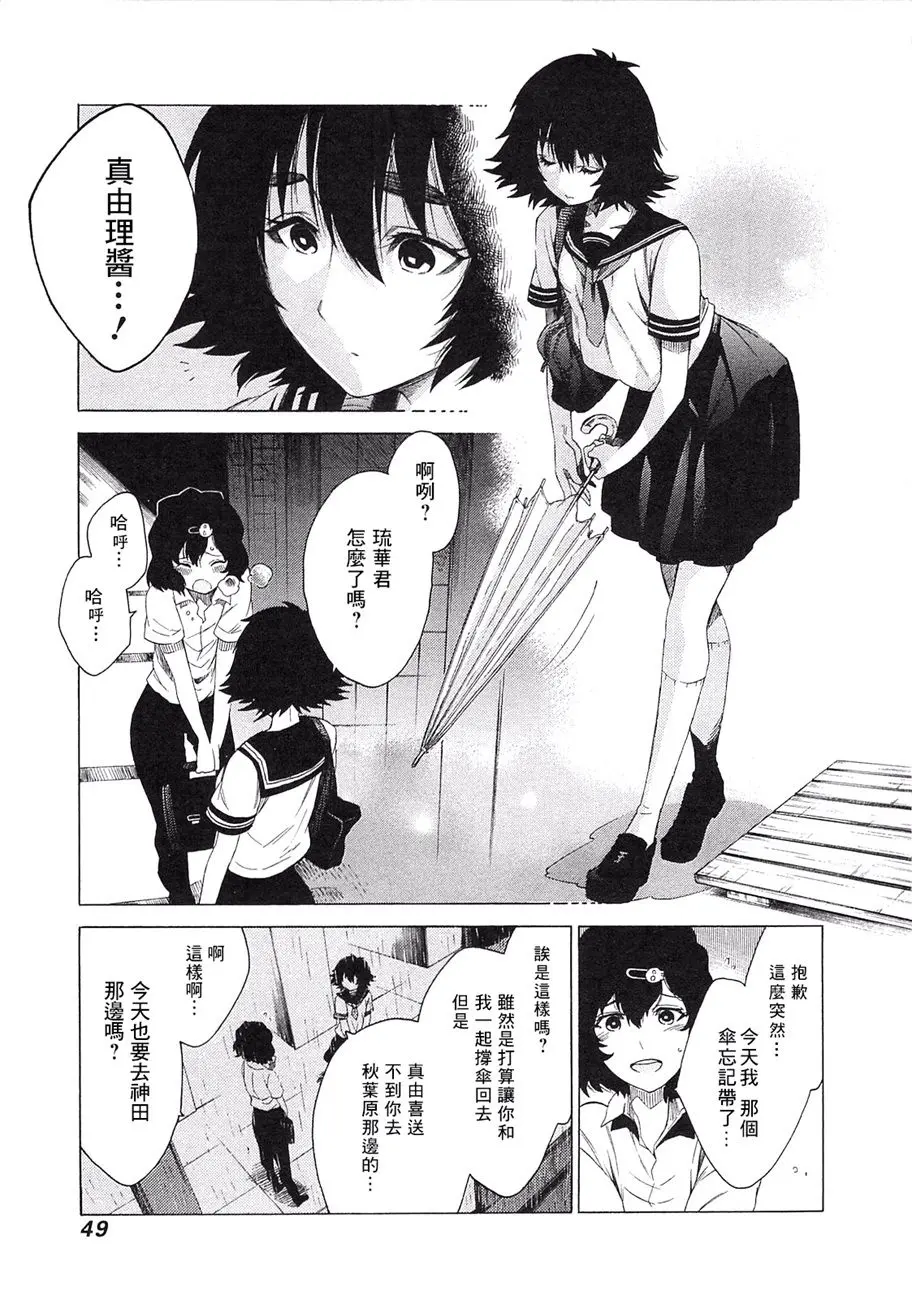 真由理醬…！
啊咧？
琉華君
怎麼了嗎？
哈呼…
哈呼…
抱歉
這麼突然…
今天我 那個
傘忘記帶了…
誒是這樣嗎？
雖然是打算讓你和
我一起撐傘回去
但是
真由喜送
不到你去
秋葉原那邊的…
啊
這樣啊…
今天也要去神田
那邊嗎？
49